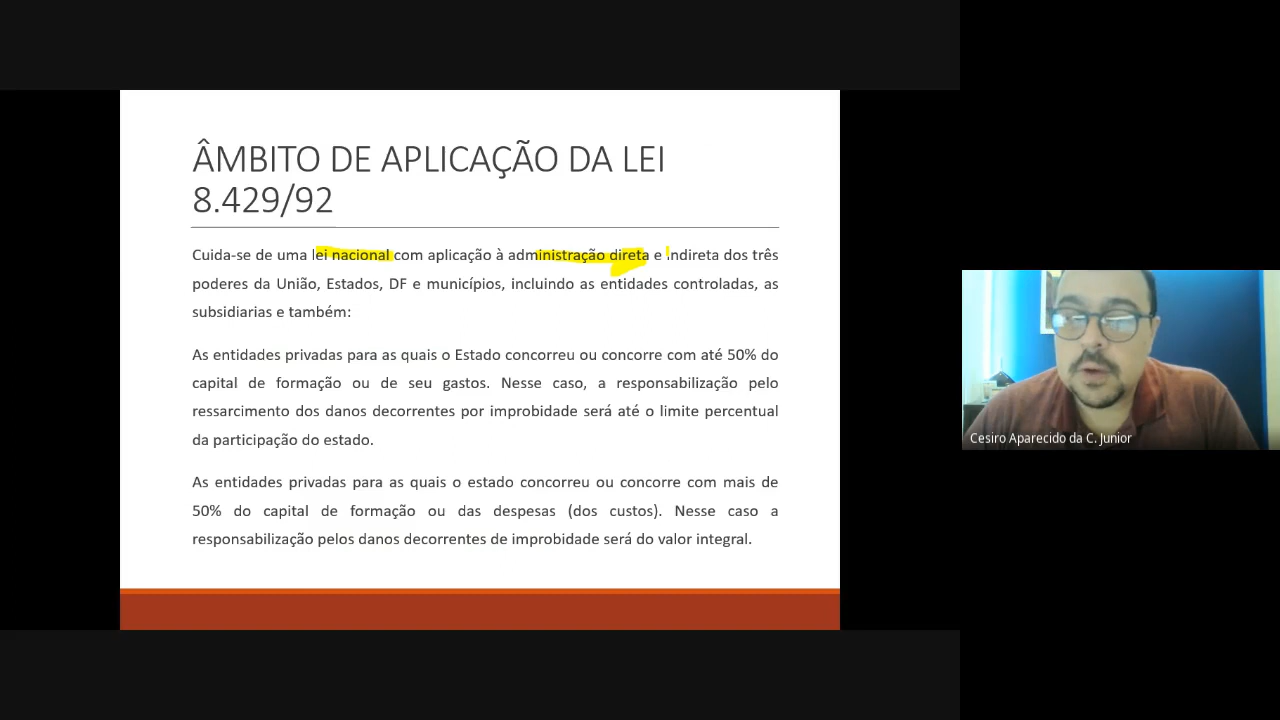 ÂMBITO DE APLICAÇÃO DA LEI
8.429/92
Cuida-se de uma lei nacional com aplicação à administração direta e indireta dos três
poderes da União, Estados, DF e municípios, incluindo as entidades controladas, as
subsidiarias e também:
As entidades privadas para as quais o Estado concorreu ou concorre com até 50% do
capital de formação ou de seu gastos. Nesse caso, a responsabilização pelo
ressarcimento dos danos decorrentes por improbidade será até o limite percentual
da participação do estado.
As entidades privadas para as quais o estado concorreu ou concorre com mais de
50% do capital de formação ou das despesas (dos custos). Nesse caso a
responsabilização pelos danos decorrentes de improbidade será do valor integral.
Cesiro Aparecido da C. Junior